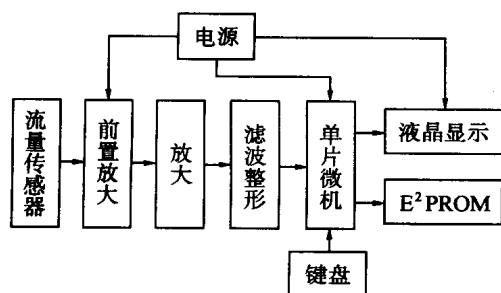 电源
流量传感器
前置放大
放大
滤波整形
单片微机
液晶显示
E²PROM
键盘